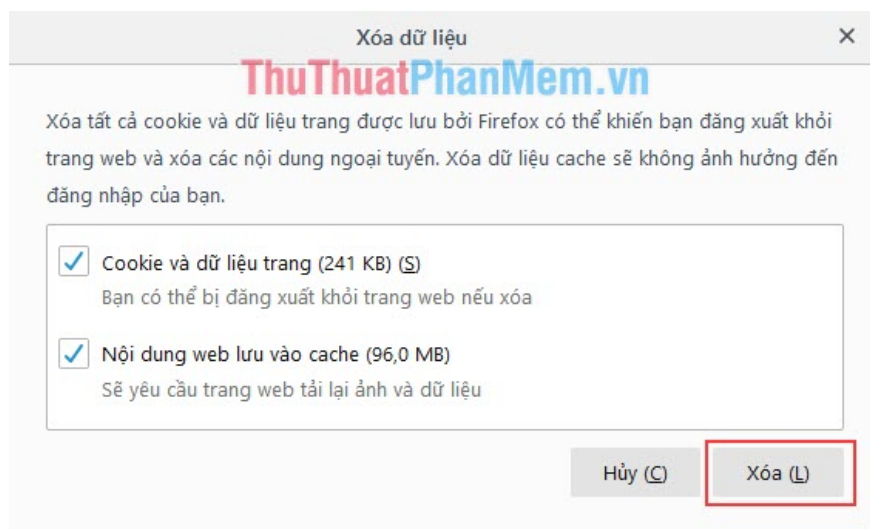 Xóa dữ liệu
ThuThuatPhanMem.vn
Xóa tất cả cookie và dữ liệu trang được lưu bởi Firefox có thể khiến bạn đăng xuất khỏi
trang web và xóa các nội dung ngoại tuyến. Xóa dữ liệu cache sẽ không ảnh hưởng đến
đăng nhập của bạn.
Cookie và dữ liệu trang (241 KB) (S)
Bạn có thể bị đăng xuất khỏi trang web nếu xóa
Nội dung web lưu vào cache (96,0 MB)
Sẽ yêu cầu trang web tải lại ảnh và dữ liệu
Hủy (C) Xóa (L)